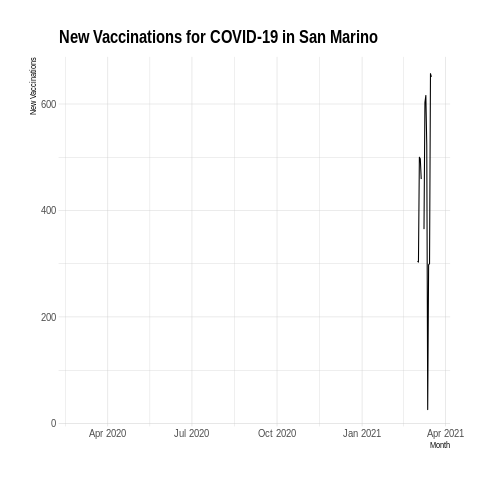 New Vaccinations for COVID-19 in San Marino
New Vaccinations
600
400
200
0
Apr 2020
Jul 2020
Oct 2020
Jan 2021
Apr 2021
Month